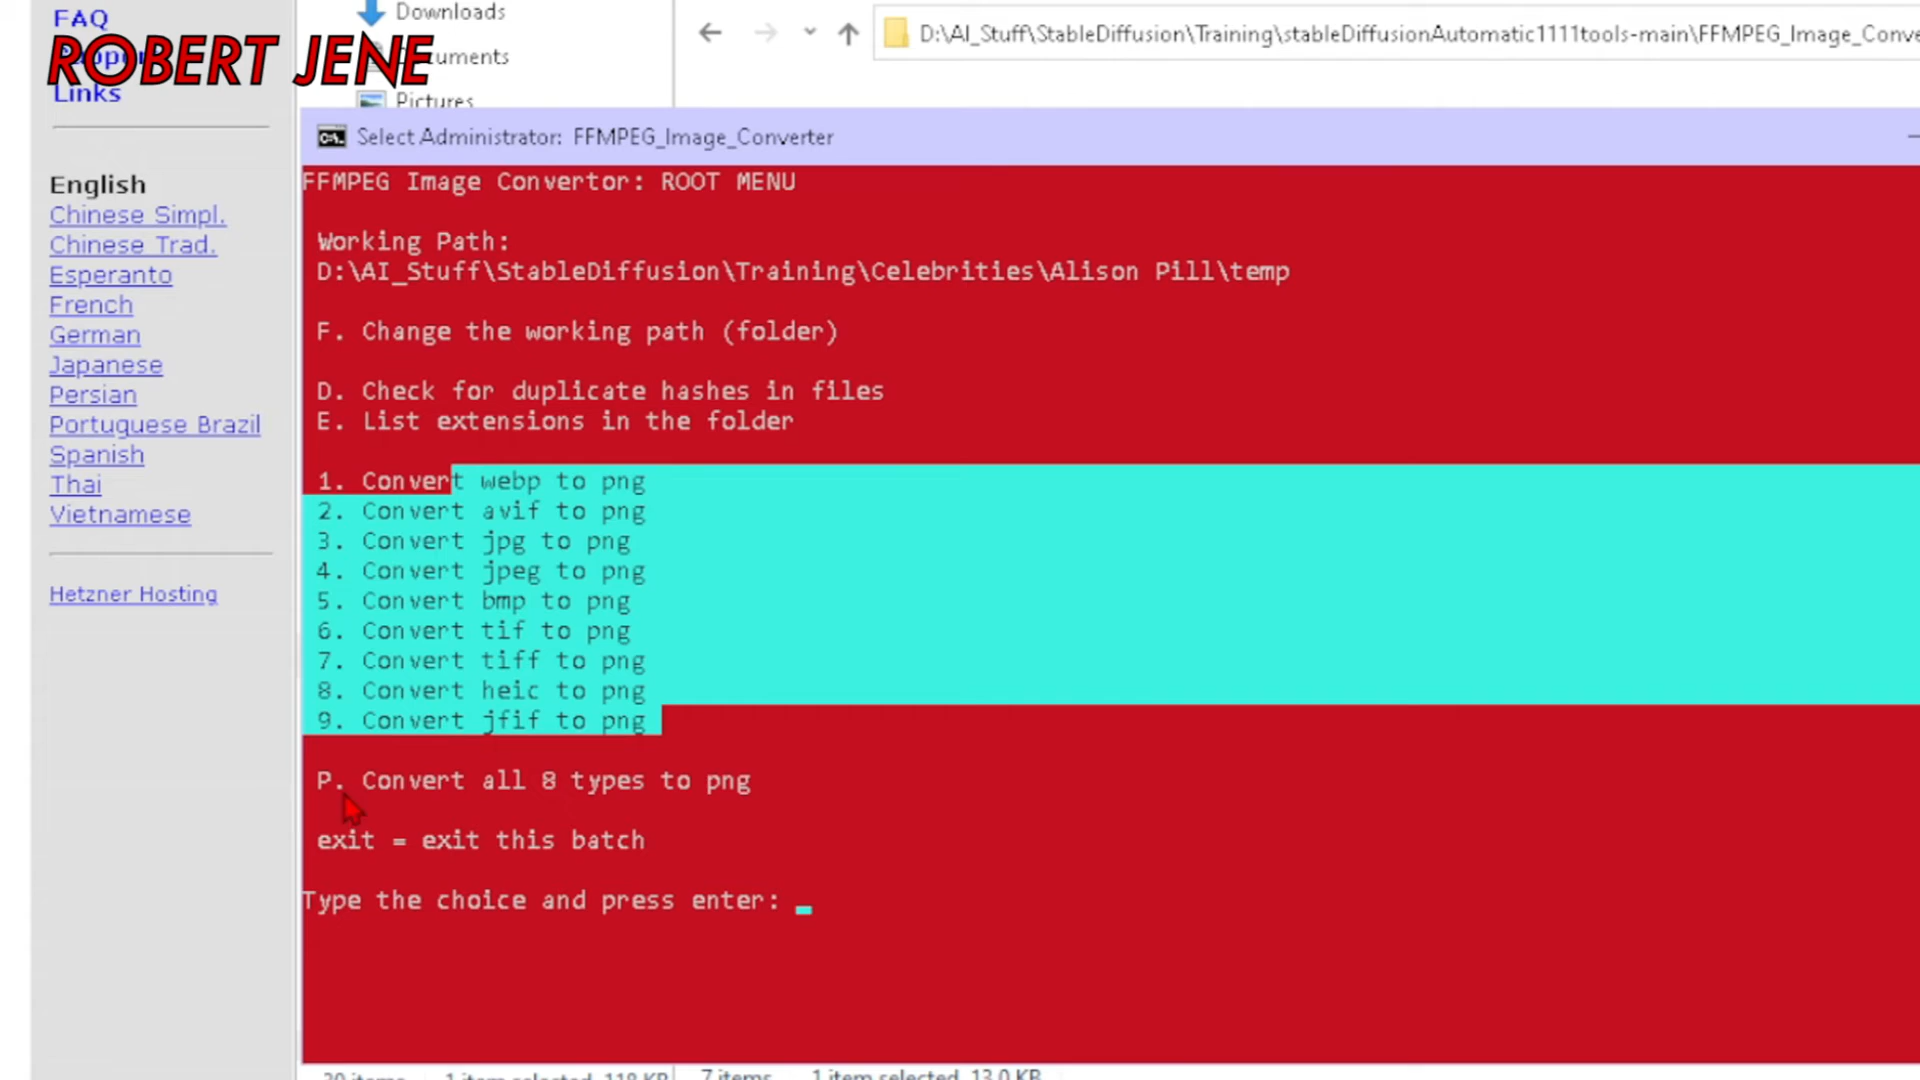 FAQ
ROBERT JENE
Links
English
Chinese Simpl.
Chinese Trad.
Esperanto
French
German
Japanese
Persian
Portuguese Brazil
Spanish
Thai
Vietnamese
Hetzner Hosting
Downloads
Pictures
D:\AI_Stuff\StableDiffusion\Training\stableDiffusionAutomatic1111tools-main\FFMPEG_Image_Conve
Select Administrator: FFMPEG_Image_Converter
FFMPEG Image Convertor: ROOT MENU
Working Path:
D:\AI_Stuff\StableDiffusion\Training\Celebrities\Alison Pill\temp
F. Change the working path (folder)
D. Check for duplicate hashes in files
E. List extensions in the folder
1. Convert webp to png
2. Convert avif to png
3. Convert jpg to png
4. Convert jpeg to png
5. Convert bmp to png
6. Convert tif to png
7. Convert tiff to png
8. Convert heic to png
9. Convert jfif to png
P. Convert all 8 types to png
exit = exit this batch
Type the choice and press enter:
1 item selected 118 KB
7 items
1 item selected 13.0 KB